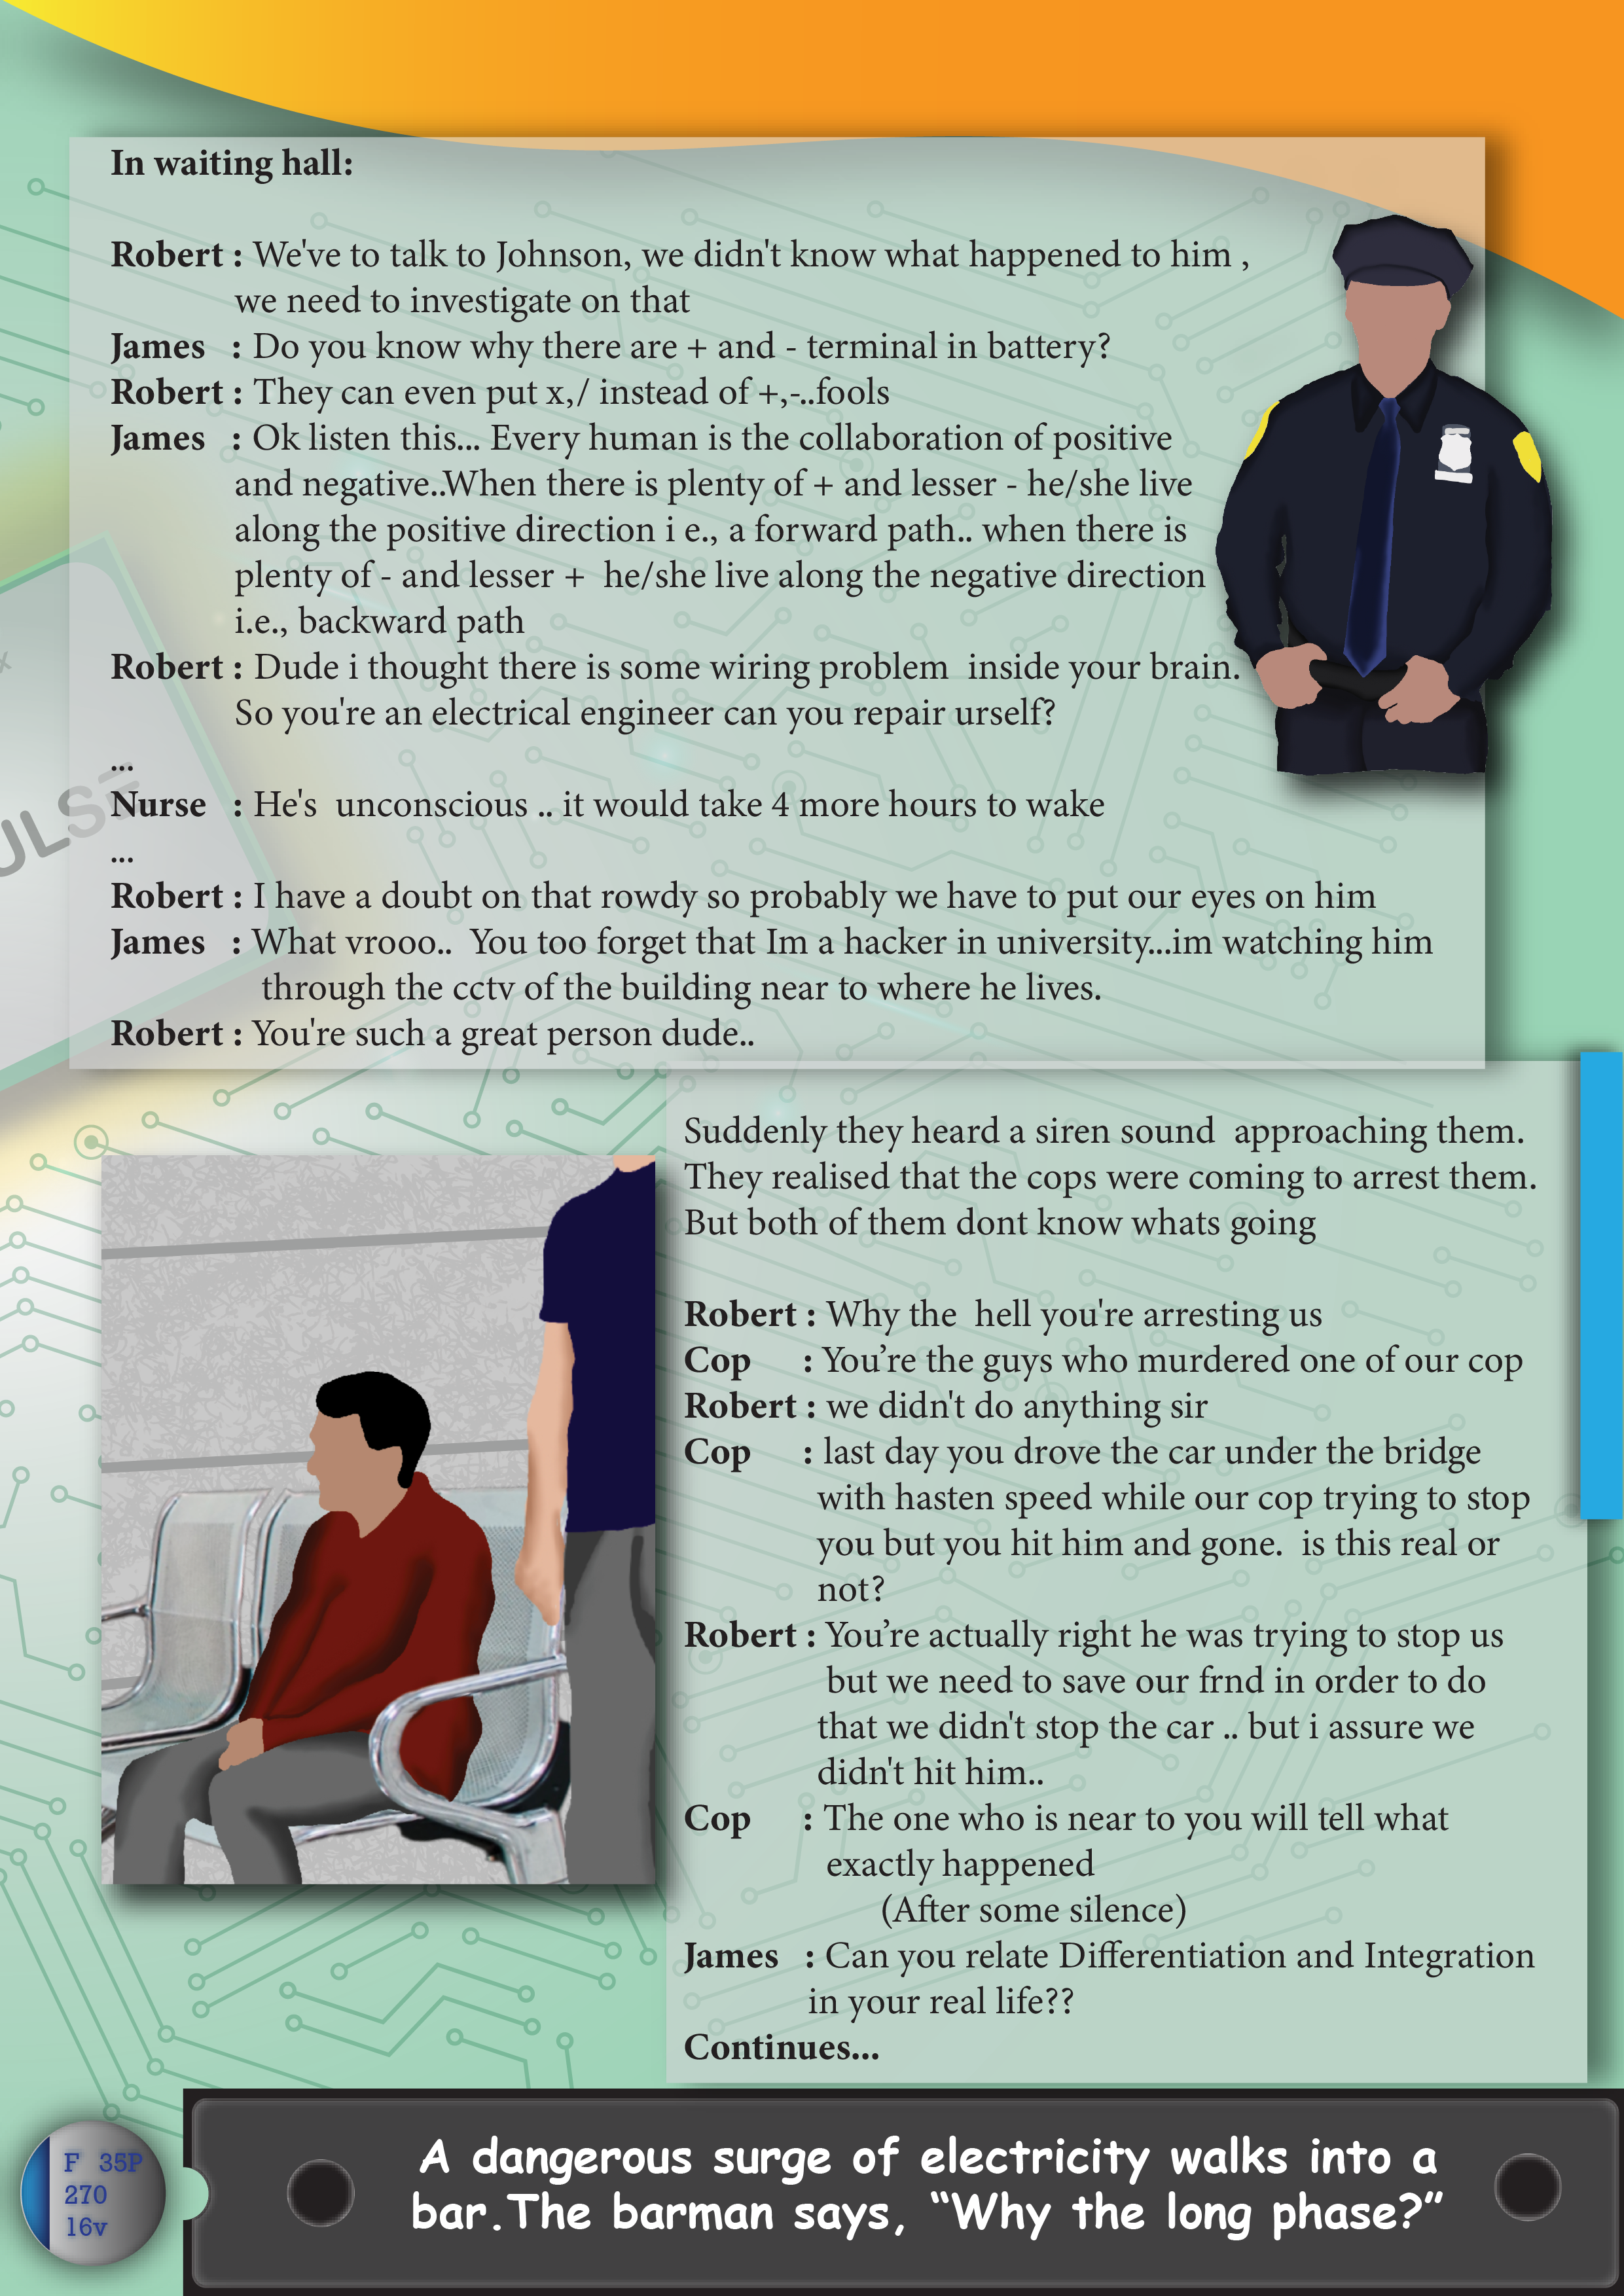 In waiting hall:
Robert : We've to talk to Johnson, we didn't know what happened to him ,
we need to investigate on that
James : Do you know why there are + and - terminal in battery?
Robert : They can even put x,/ instead of +,-..fools
James : Ok listen this... Every human is the collaboration of positive
and negative..When there is plenty of + and lesser - he/she live
along the positive direction i e., a forward path.. when there is
plenty of - and lesser + he/she live along the negative direction
i.e., backward path
Robert : Dude i thought there is some wiring problem inside your brain.
So you're an electrical engineer can you repair urself?
...
Nurse : He's unconscious .. it would take 4 more hours to wake
...
Robert : I have a doubt on that rowdy so probably we have to put our eyes on him
James : What vrooo.. You too forget that Im a hacker in university...im watching him
through the cctv of the building near to where he lives.
Robert : You're such a great person dude..
x
ULSE
Suddenly they heard a siren sound approaching them.
They realised that the cops were coming to arrest them.
But both of them dont know whats going
Robert : Why the hell you're arresting us
Cop : You’re the guys who murdered one of our cop
Robert : we didn't do anything sir
Cop : last day you drove the car under the bridge
with hasten speed while our cop trying to stop
you but you hit him and gone. is this real or
not?
Robert : You’re actually right he was trying to stop us
but we need to save our frnd in order to do
that we didn't stop the car .. but i assure we
didn't hit him..
Cop : The one who is near to you will tell what
exactly happened
(After some silence)
James : Can you relate Differentiation and Integration
in your real life??
Continues...
F 35P
270
16v
A dangerous surge of electricity walks into a
bar.The barman says, “Why the long phase?”